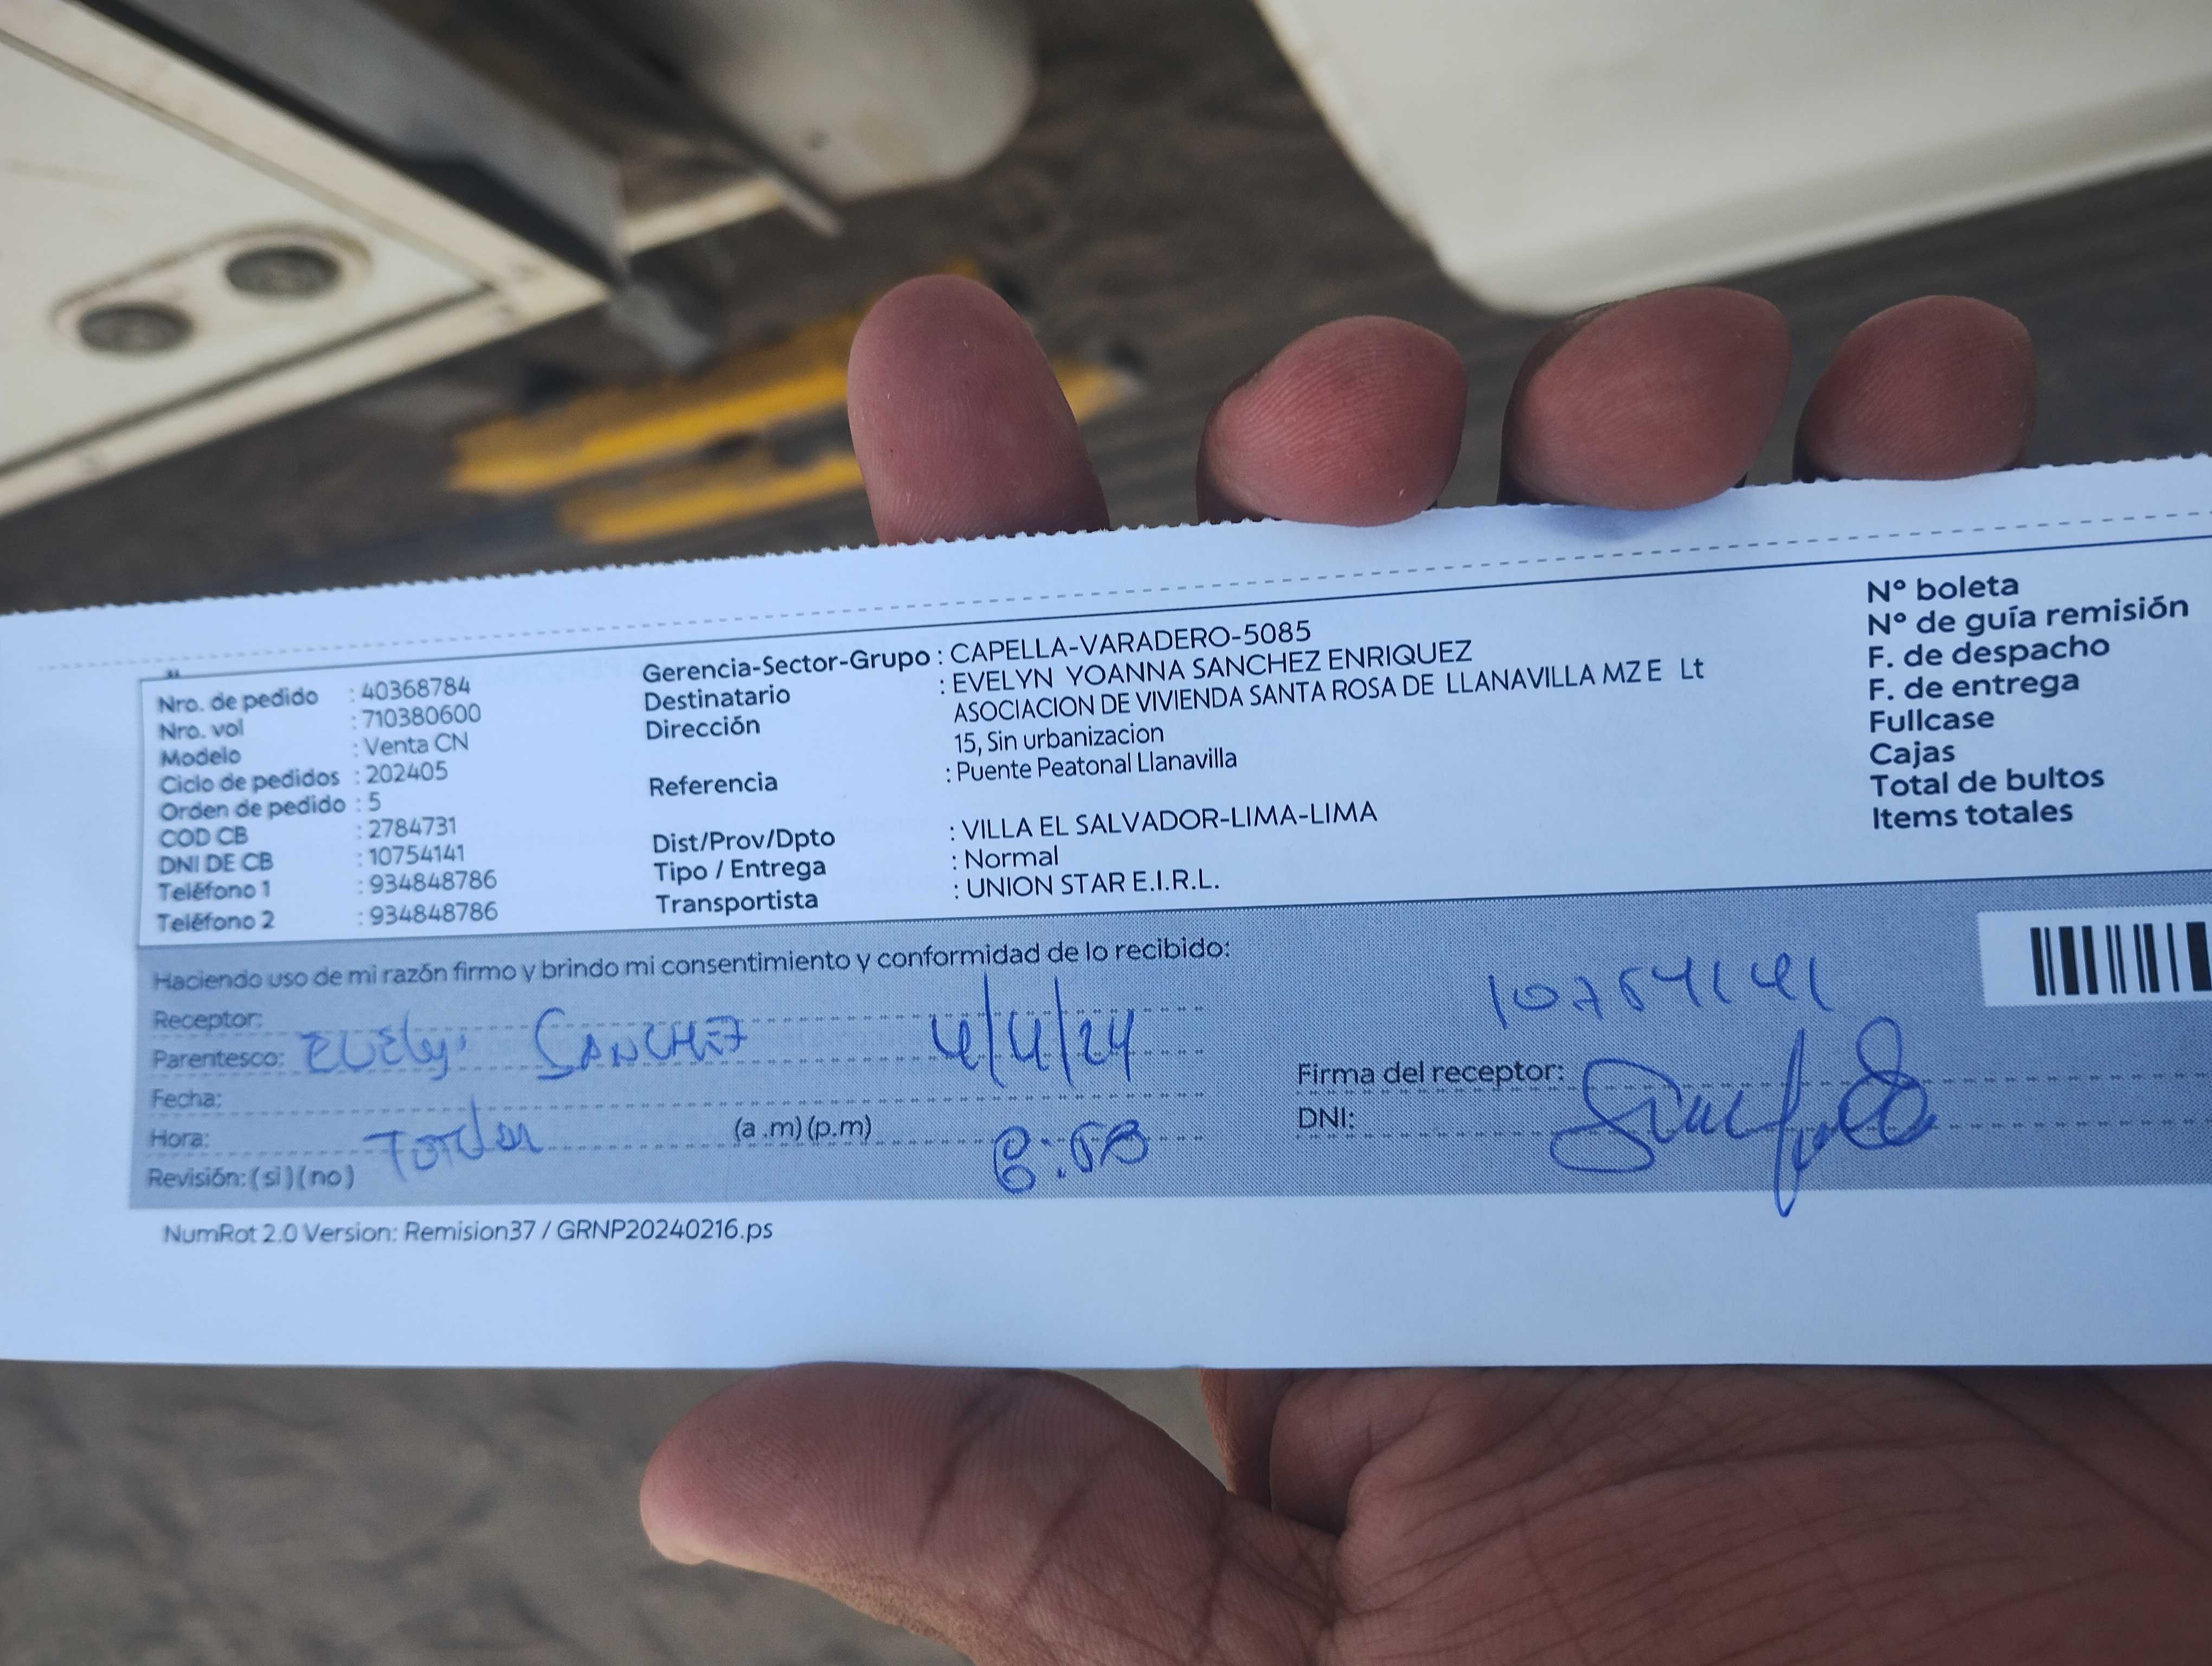 Nro. de pedido : 40368784
Nro. vol : 710380600
Modelo : Venta CN
Ciclo de pedidos : 202405
Orden de pedido : 5
COD CB : 2784731
DNI DE CB : 10754141
Teléfono 1 : 934848786
Teléfono 2 : 934848786
Gerencia-Sector-Grupo : CAPELLA-VARADERO-5085
Destinatario : EVELYN YOANNA SANCHEZ ENRIQUEZ
Dirección ASOCIACION DE VIVIENDA SANTA ROSA DE LLANAVILLA MZ E Lt
15, Sin urbanizacion
Referencia : Puente Peatonal Llanavilla
Dist/Prov/Dpto : VILLA EL SALVADOR-LIMA-LIMA
Tipo / Entrega : Normal
Transportista : UNION STAR E.I.R.L.
N° boleta
N° de guía remisión
F. de despacho
F. de entrega
Fullcase
Cajas
Total de bultos
Items totales
Haciendo uso de mi razón firmo y brindo mi consentimiento y conformidad de lo recibido:
Receptor:
Parentesco: SANCHEZ 4/4/24
Fecha:
Hora: (a .m) (p.m)
Revisión: ( si ) ( no )
10754141
Firma del receptor:
DNI:
NumRot 2.0 Version: Remision37 / GRNP20240216.ps